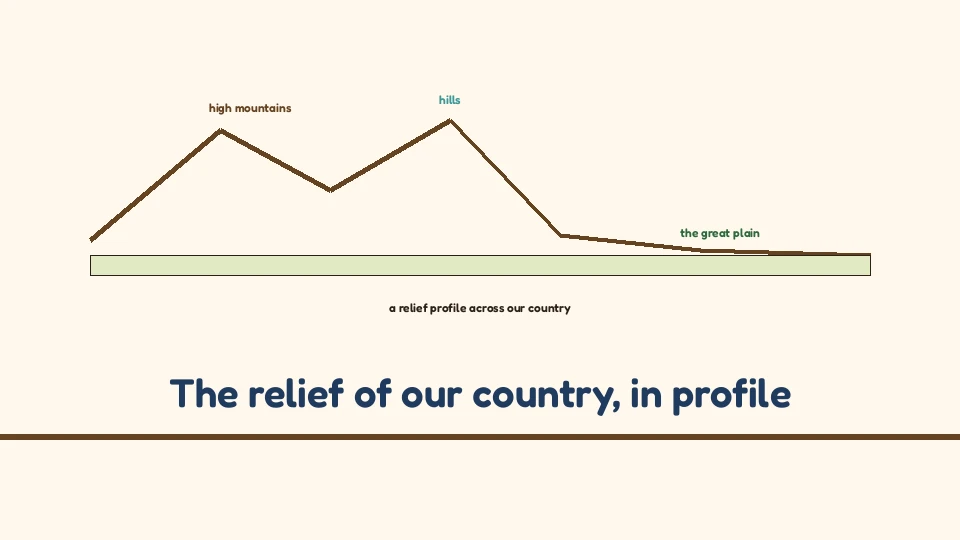 hills
high mountains
the great plain
a relief profile across our country
The relief of our country, in profile